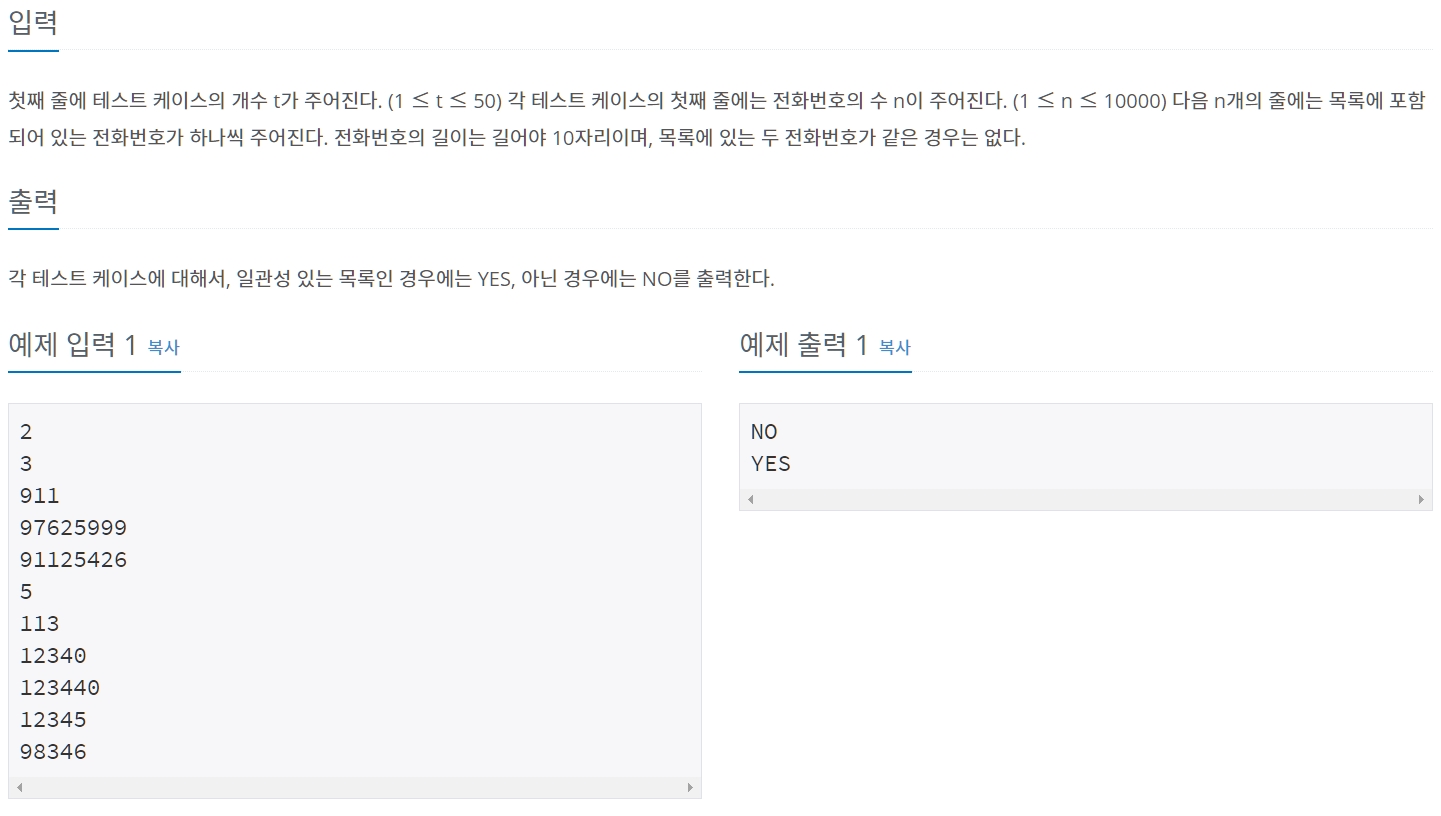 입력
첫째 줄에 테스트 케이스의 개수 t가 주어진다. (1 ≤ t ≤ 50) 각 테스트 케이스의 첫째 줄에는 전화번호의 수 n이 주어진다. (1 ≤ n ≤ 10000) 다음 n개의 줄에는 목록에 포함
되어 있는 전화번호가 하나씩 주어진다. 전화번호의 길이는 길어야 10자리이며, 목록에 있는 두 전화번호가 같은 경우는 없다.
출력
각 테스트 케이스에 대해서, 일관성 있는 목록인 경우에는 YES, 아닌 경우에는 NO를 출력한다.
예제 입력 1 복사
2
3
911
97625999
91125426
5
113
12340
123440
12345
98346
예제 출력 1 복사
NO
YES